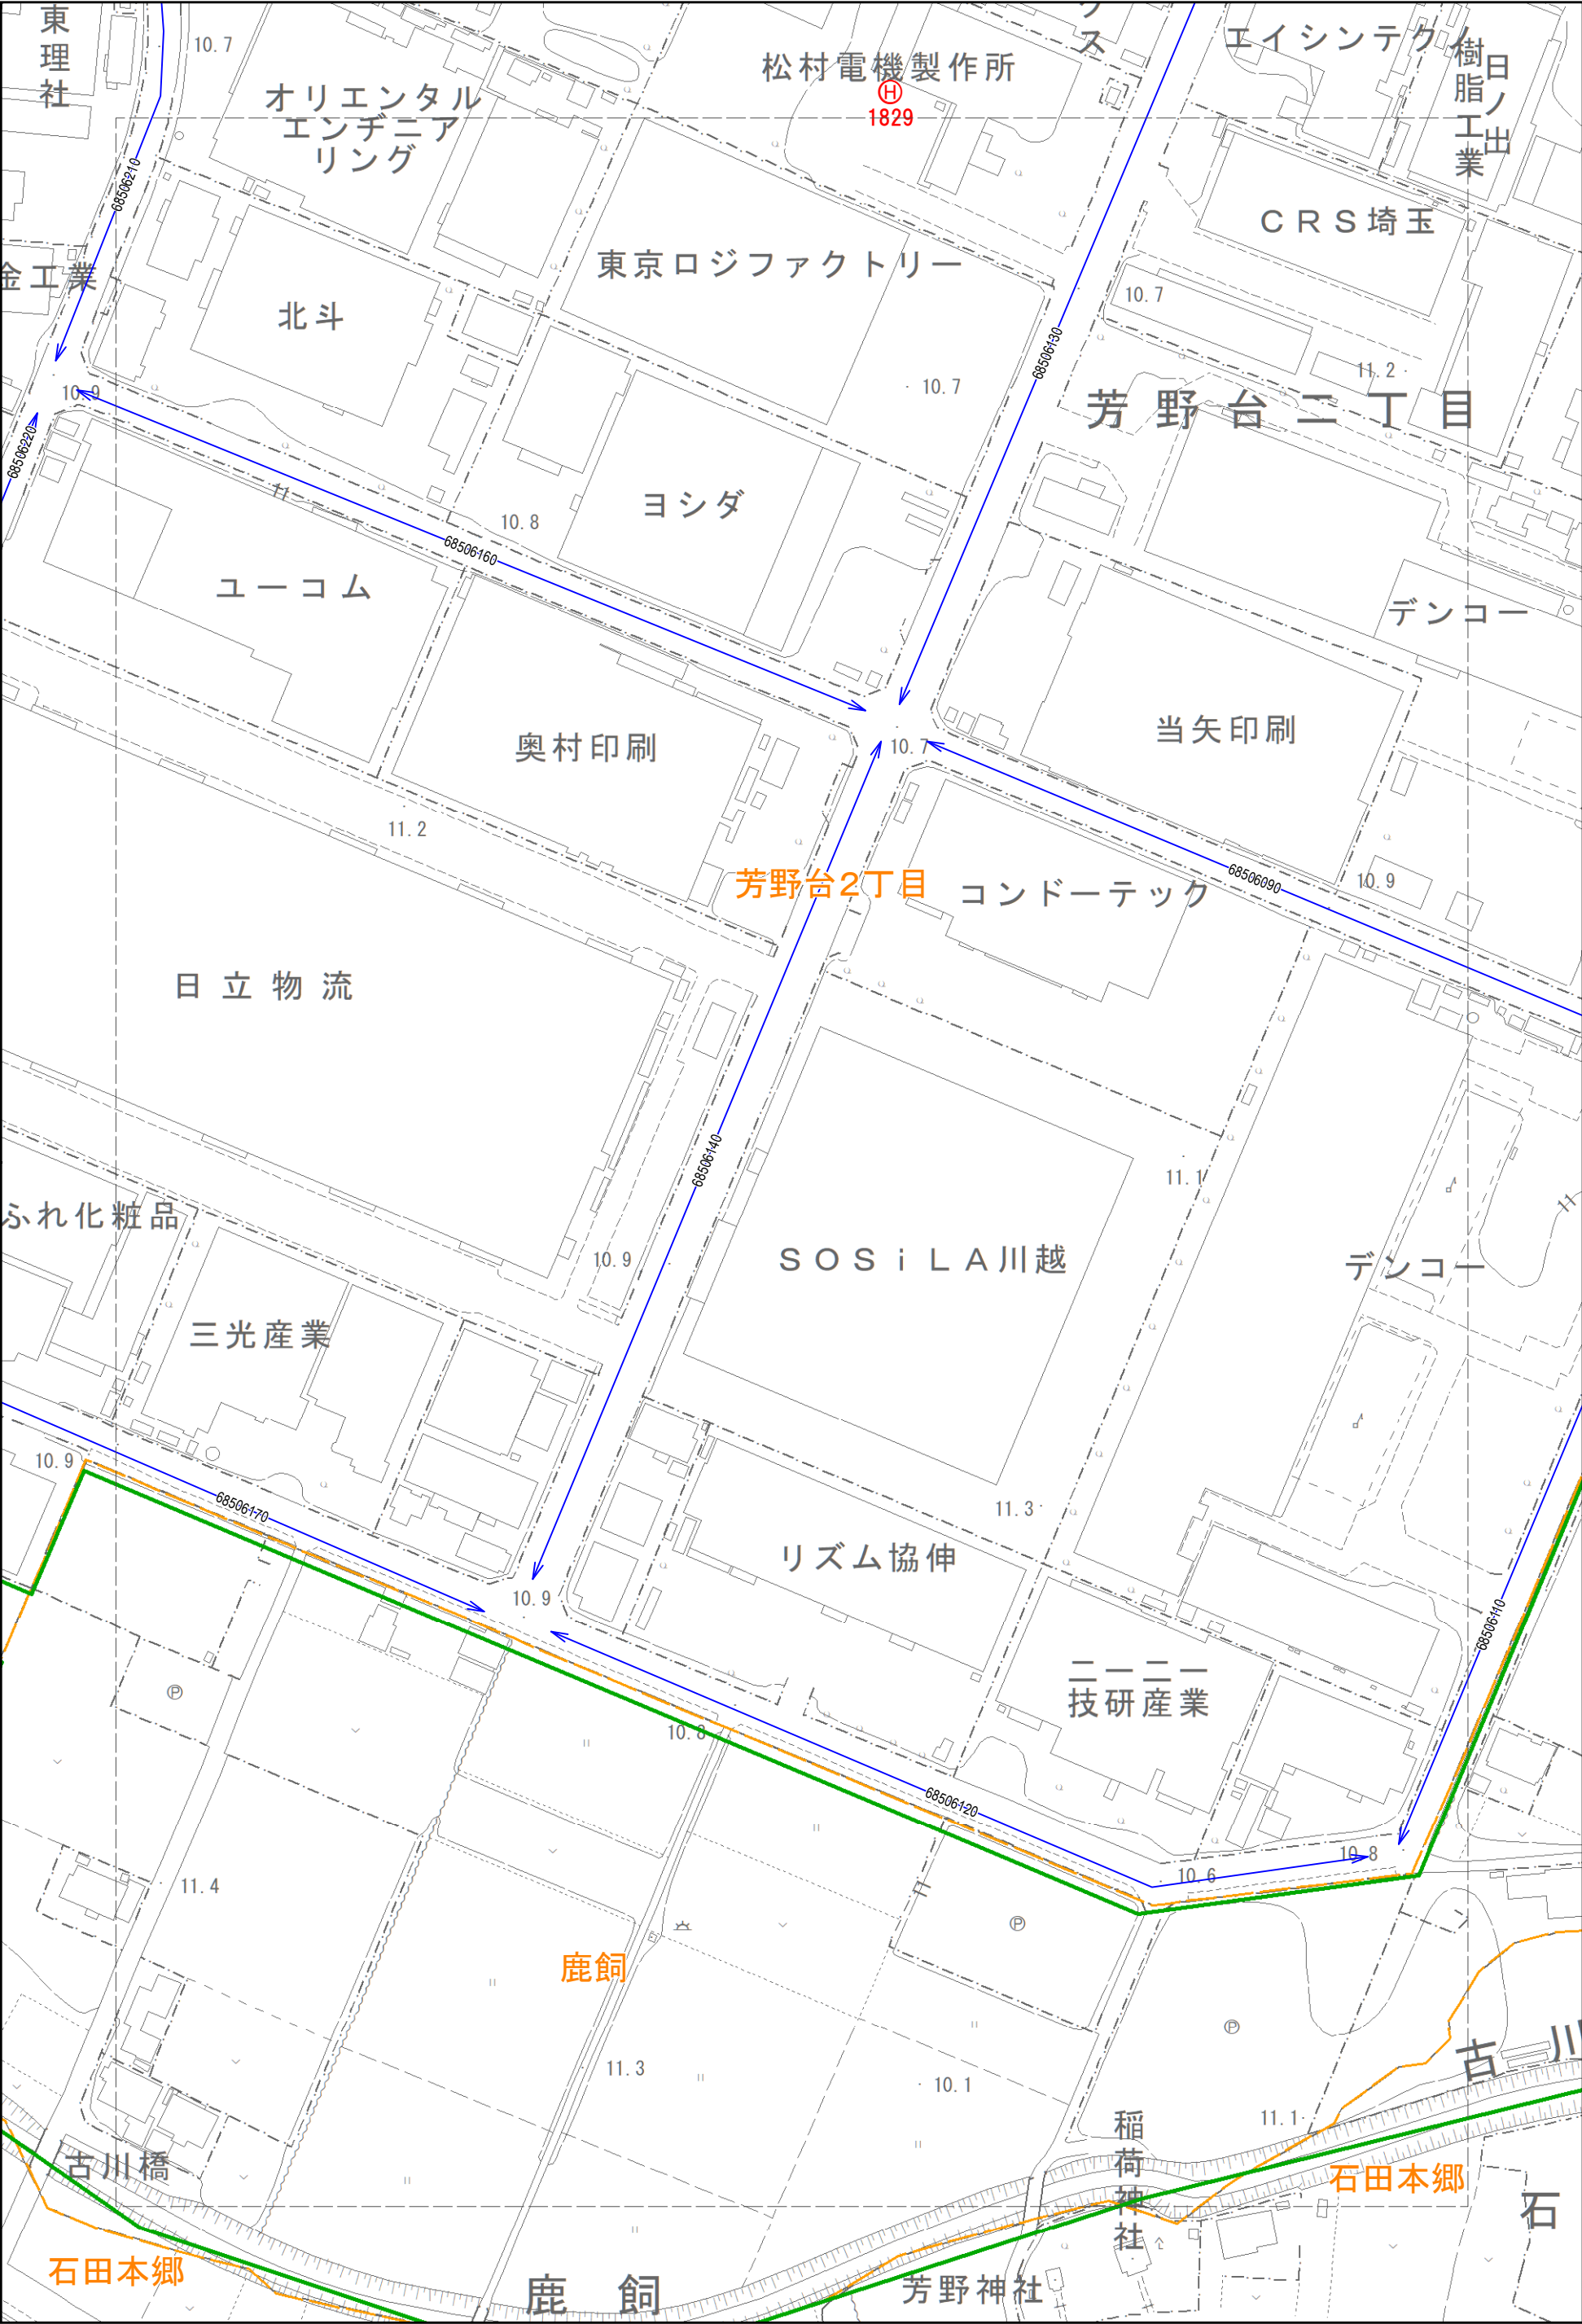 東理社
10.7
オリエンタル
エンヂニア
リング
松村電機製作所
Ⓗ
1829
クス
エイシンテクノ
樹脂工業
日ノ出
68506210
CRS埼玉
東京ロジファクトリー
金工業
北斗
10.7
68506130
11.2
10.9
10.7
芳野台二丁目
68506220
11
ヨシダ
10.8
68506160
ユーコム
デンコー
奥村印刷
当矢印刷
10.7
11.2
芳野台2丁目
コンドーテック
68506090
10.9
日立物流
68506140
11.1
11
ふれ化粧品
10.9
SOSiLA川越
デンコー
三光産業
10.9
68506170
11.3
リズム協伸
10.9
68506110
二一二一
技研産業
Ⓟ
10.8
68506120
10.8
10.6
11.4
Ⓟ
鹿飼
Ⓟ
古川
11.3
10.1
11.1
稲荷神社
古川橋
石田本郷
石
石田本郷
鹿飼
芳野神社